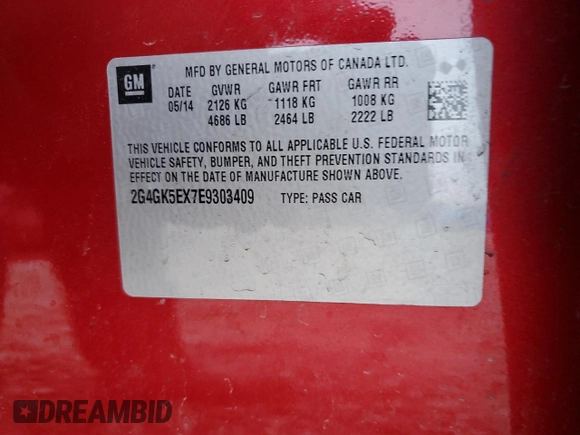 GM
MFD BY GENERAL MOTORS OF CANADA LTD.
DATE GVWR GAWR FRT GAWR RR
05/14 2126 KG 1118 KG 1008 KG
4686 LB 2464 LB 2222 LB
THIS VEHICLE CONFORMS TO ALL APPLICABLE U.S. FEDERAL MOTOR
VEHICLE SAFETY, BUMPER, AND THEFT PREVENTION STANDARDS IN
EFFECT ON THE DATE OF MANUFACTURE SHOWN ABOVE.
2G4GK5EX7E9303409 TYPE: PASS CAR
DREAMBID